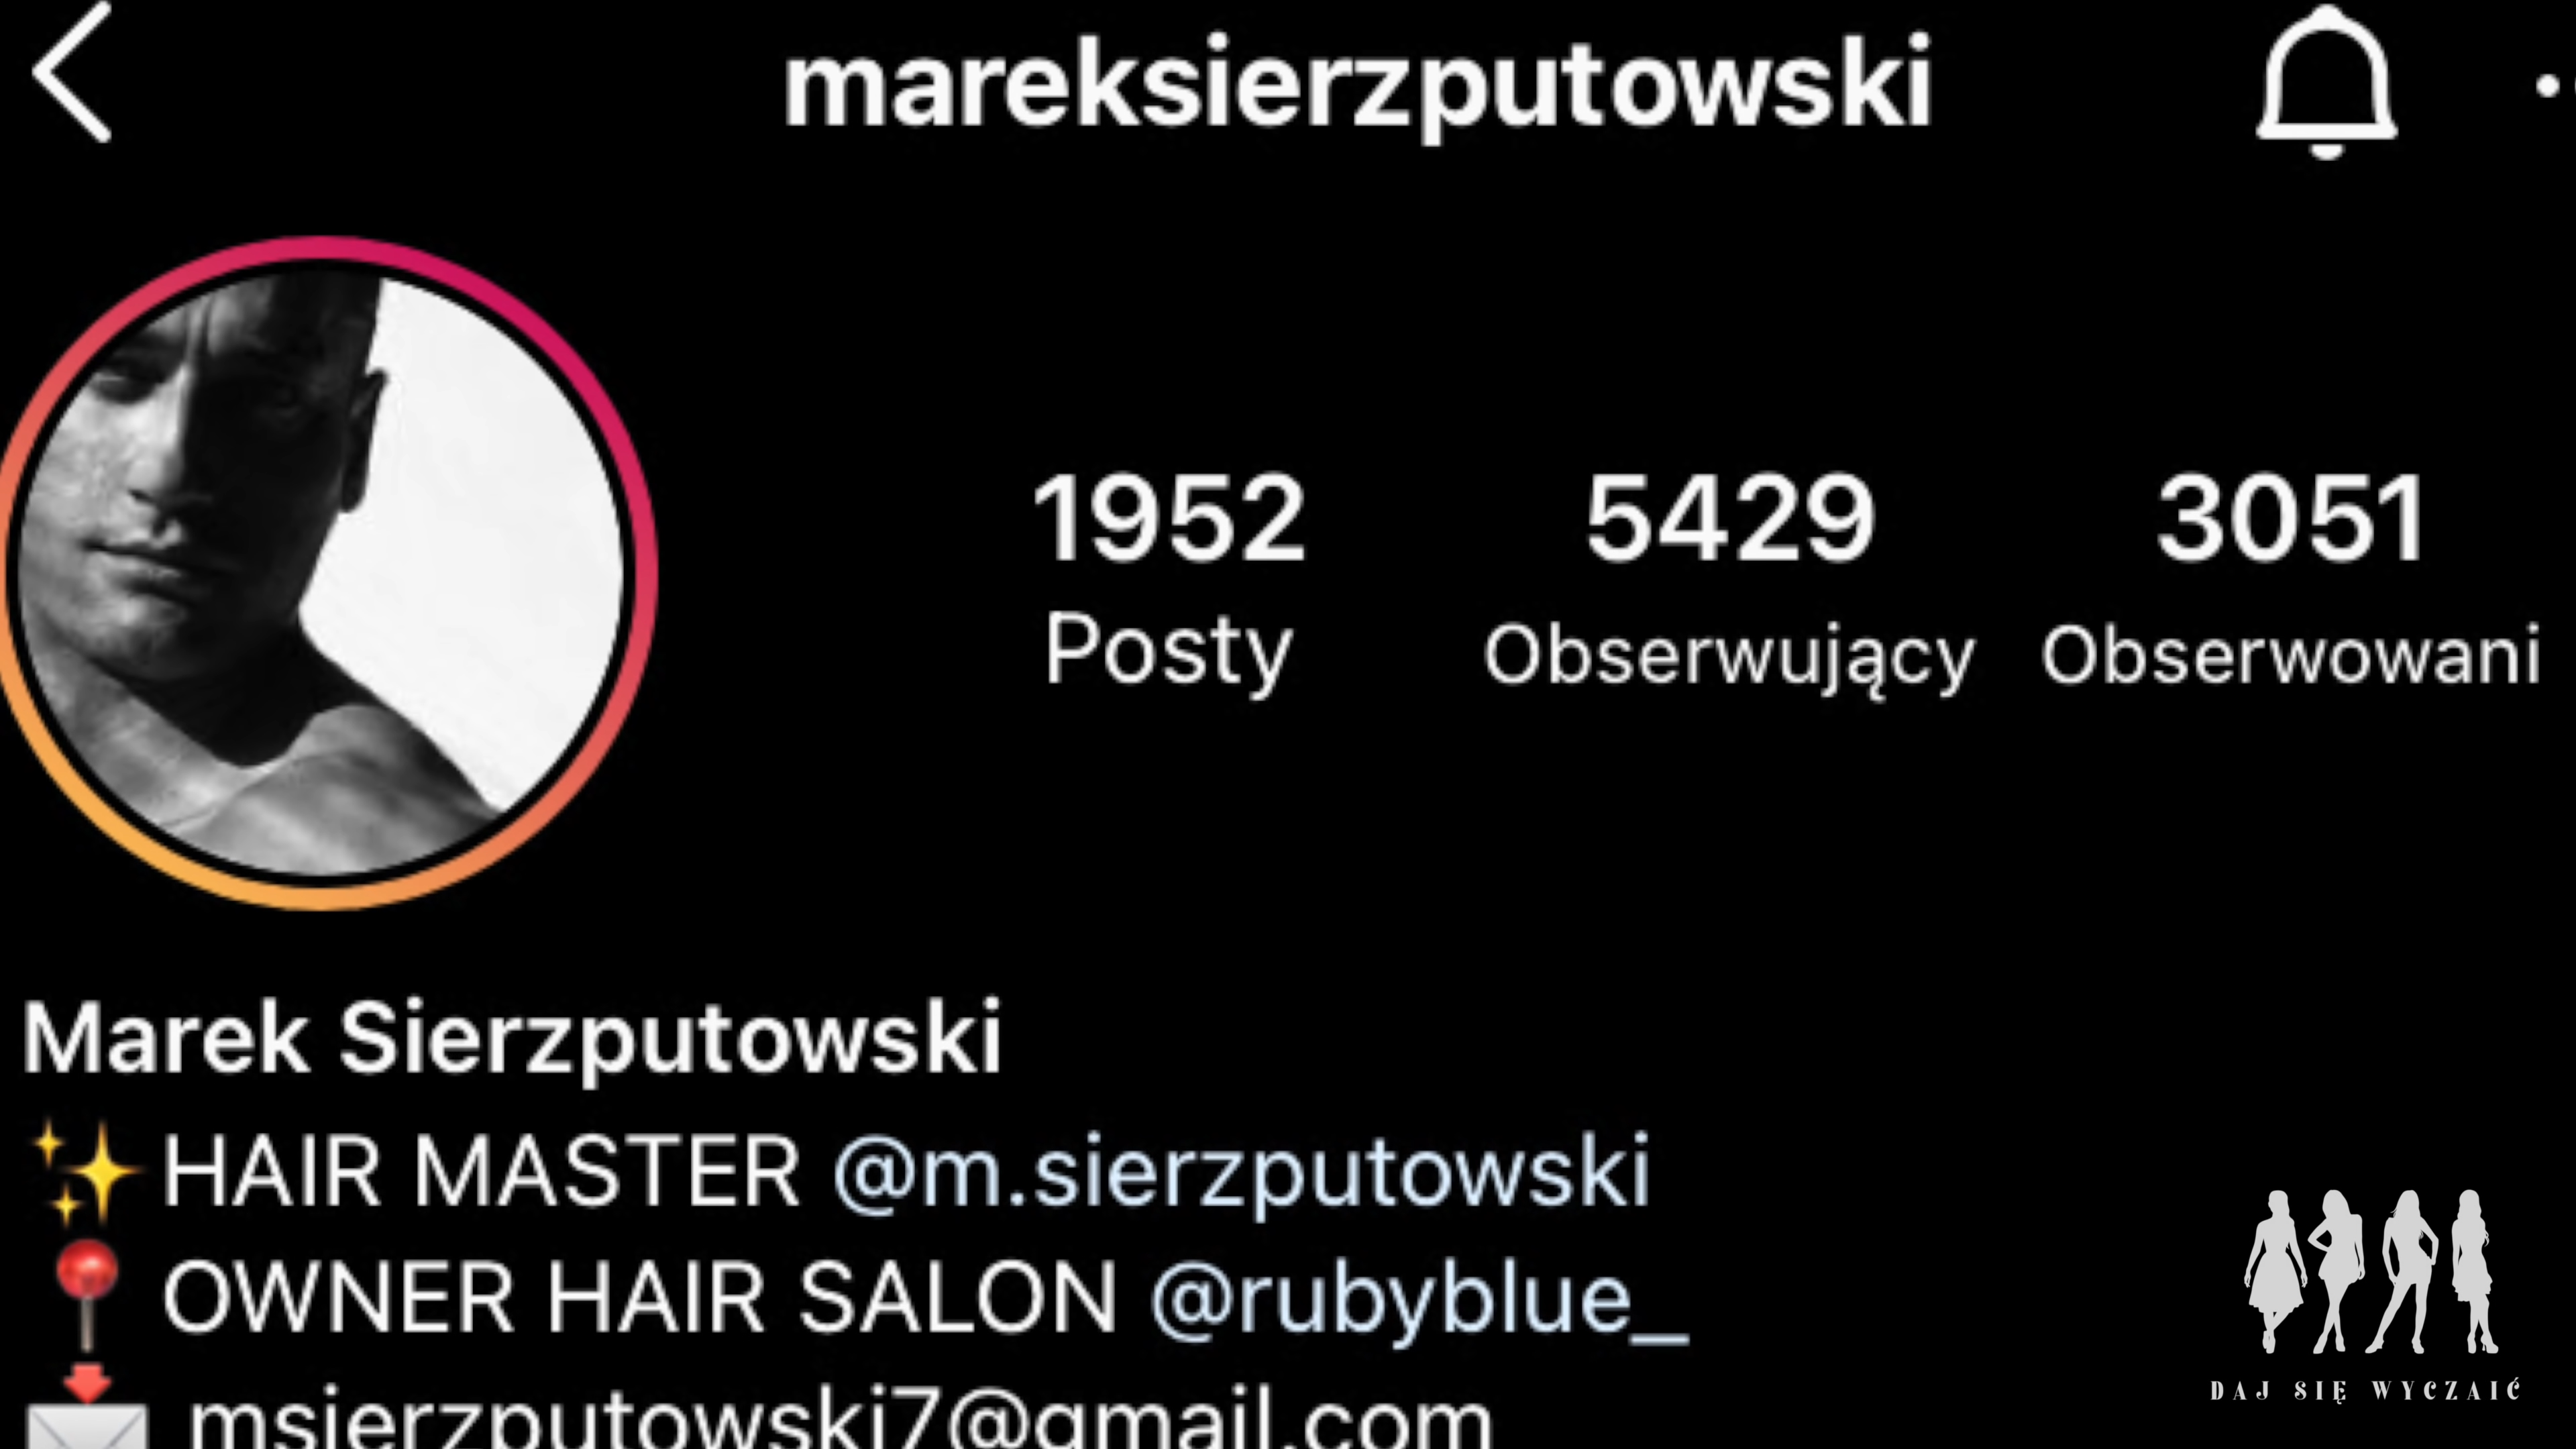 mareksierzputowski
1952 5429 3051
Posty Obserwujący Obserwowani
Marek Sierzputowski
HAIR MASTER @m.sierzputowski
OWNER HAIR SALON @rubyblue_
msierzputowski7@gmail.com
DAJ SIĘ WYCZAIĆ